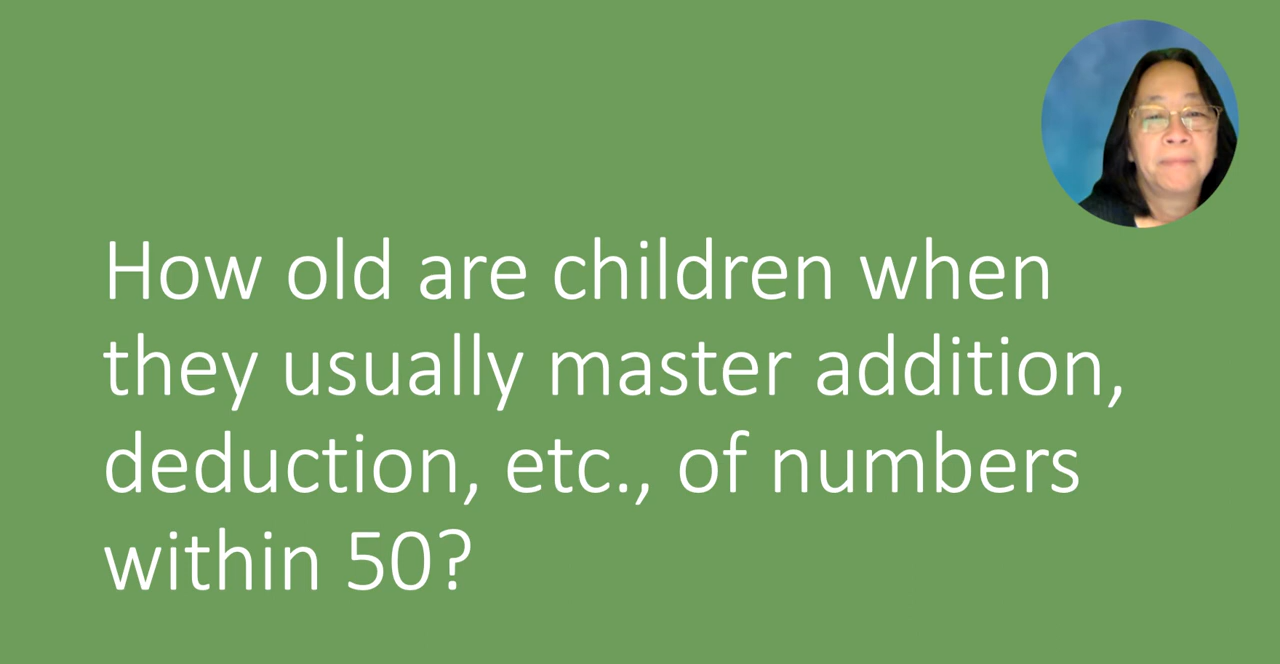 How old are children when
they usually master addition,
deduction, etc., of numbers
within 50?